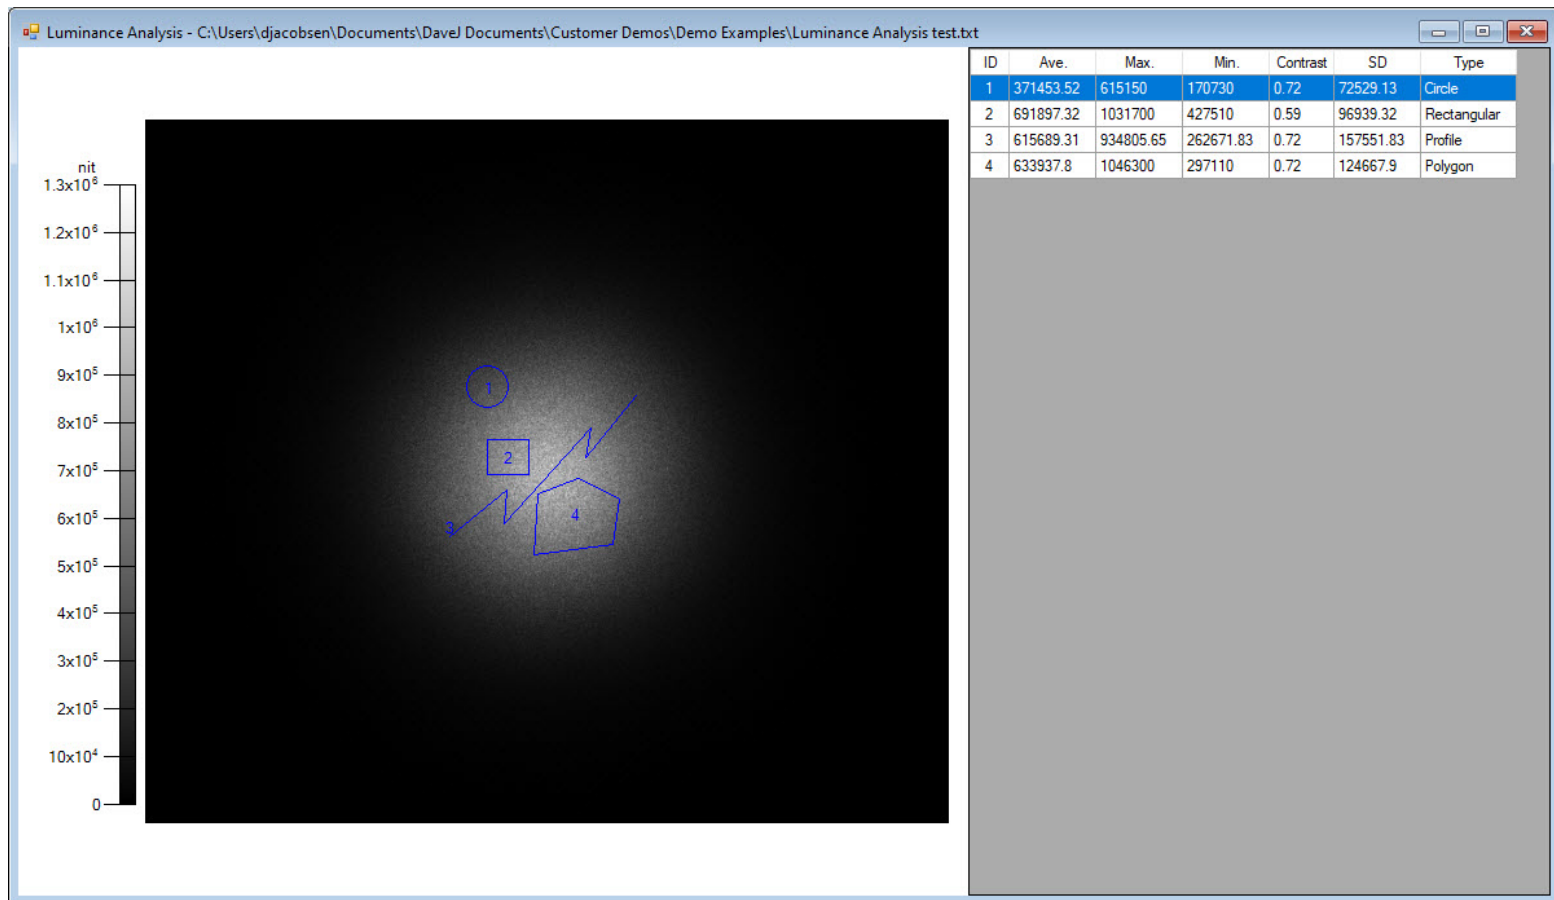 Luminance Analysis - C:\Users\djacobsen\Documents\DaveJ Documents\Customer Demos\Demo Examples\Luminance Analysis test.txt
ID Ave. Max. Min. Contrast SD Type
1 371453.52 615150 170730 0.72 72529.13 Circle
2 691897.32 1031700 427510 0.59 96939.32 Rectangular
3 615689.31 934805.65 262671.83 0.72 157551.83 Profile
4 633937.8 1046300 297110 0.72 124667.9 Polygon
nit
1.3x10⁶
1.2x10⁶
1.1x10⁶
1x10⁶
9x10⁵
8x10⁵
7x10⁵
6x10⁵
5x10⁵
4x10⁵
3x10⁵
2x10⁵
10x10⁴
0
1
2
3
4